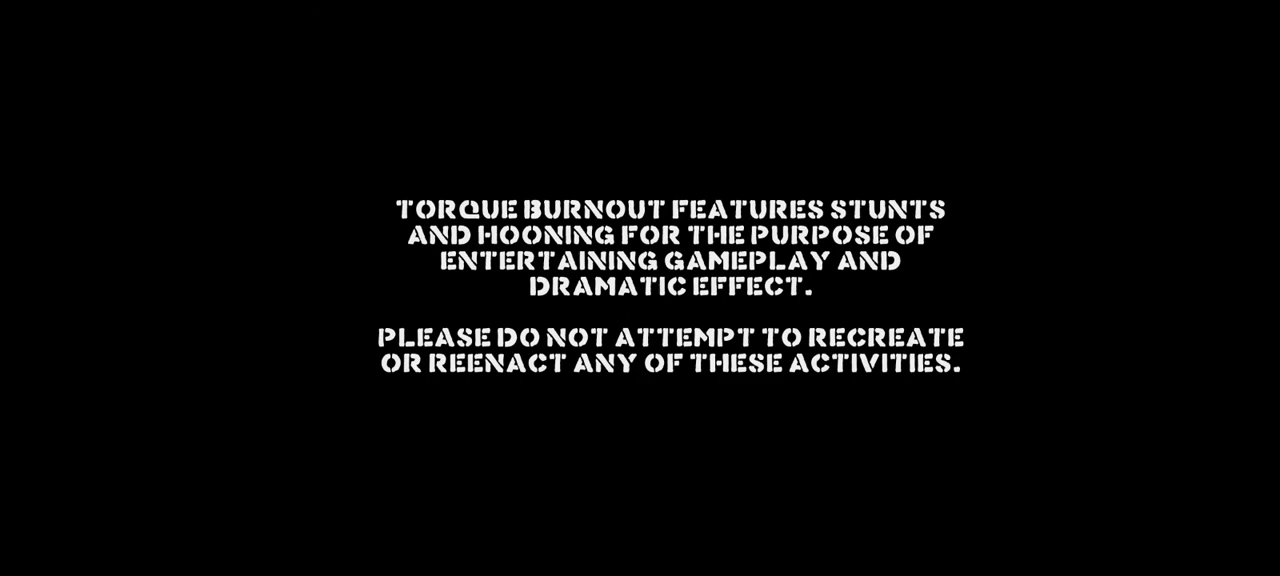 TORQUE BURNOUT FEATURES STUNTS
AND HOONING FOR THE PURPOSE OF
ENTERTAINING GAMEPLAY AND
DRAMATIC EFFECT.
PLEASE DO NOT ATTEMPT TO RECREATE
OR REENACT ANY OF THESE ACTIVITIES.